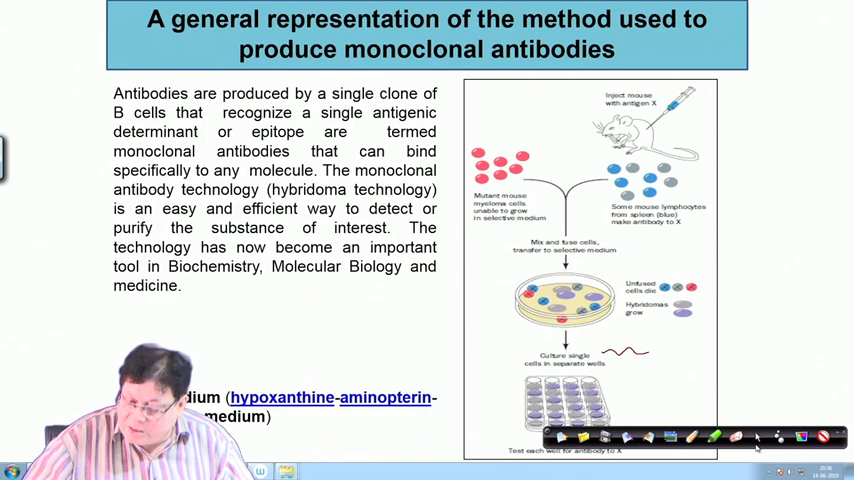 A general representation of the method used to
produce monoclonal antibodies
Antibodies are produced by a single clone of
B cells that recognize a single antigenic
determinant or epitope are termed
monoclonal antibodies that can bind
specifically to any molecule. The monoclonal
antibody technology (hybridoma technology)
is an easy and efficient way to detect or
purify the substance of interest. The
technology has now become an important
tool in Biochemistry, Molecular Biology and
medicine.
dium (hypoxanthine-aminopterin-
medium)
Inject mouse
with antigen X
Mutant mouse
myeloma cells
unable to grow
in selective medium
Some mouse lymphocytes
from spleen (blue)
make antibody to X
Mix and fuse cells,
transfer to selective medium
Unfused
cells die
Hybridomas
grow
Culture single
cells in separate wells
Test each well for antibody to X
20:36
14-06-2019